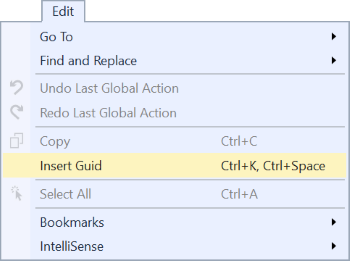 Edit
Go To
Find and Replace
Undo Last Global Action
Redo Last Global Action
Copy Ctrl+C
Insert Guid Ctrl+K, Ctrl+Space
Select All Ctrl+A
Bookmarks
IntelliSense